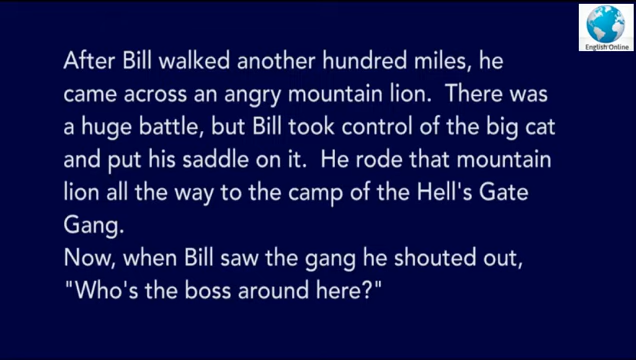 English Online
After Bill walked another hundred miles, he
came across an angry mountain lion.  There was
a huge battle, but Bill took control of the big cat
and put his saddle on it.  He rode that mountain
lion all the way to the camp of the Hell's Gate
Gang.
Now, when Bill saw the gang he shouted out,
"Who's the boss around here?"